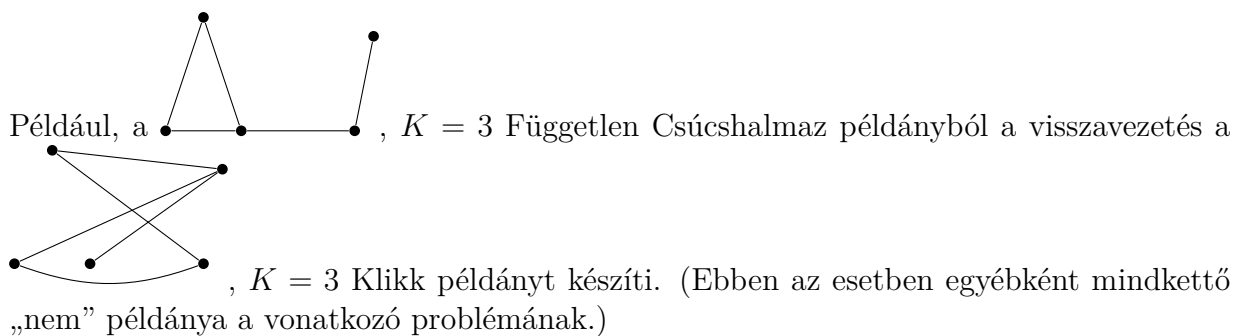 Például, a , K = 3 Független Csúcshalmaz példányból a visszavezetés a
, K = 3 Klikk példányt készíti. (Ebben az esetben egyébként mindkettő
„nem” példánya a vonatkozó problémának.)